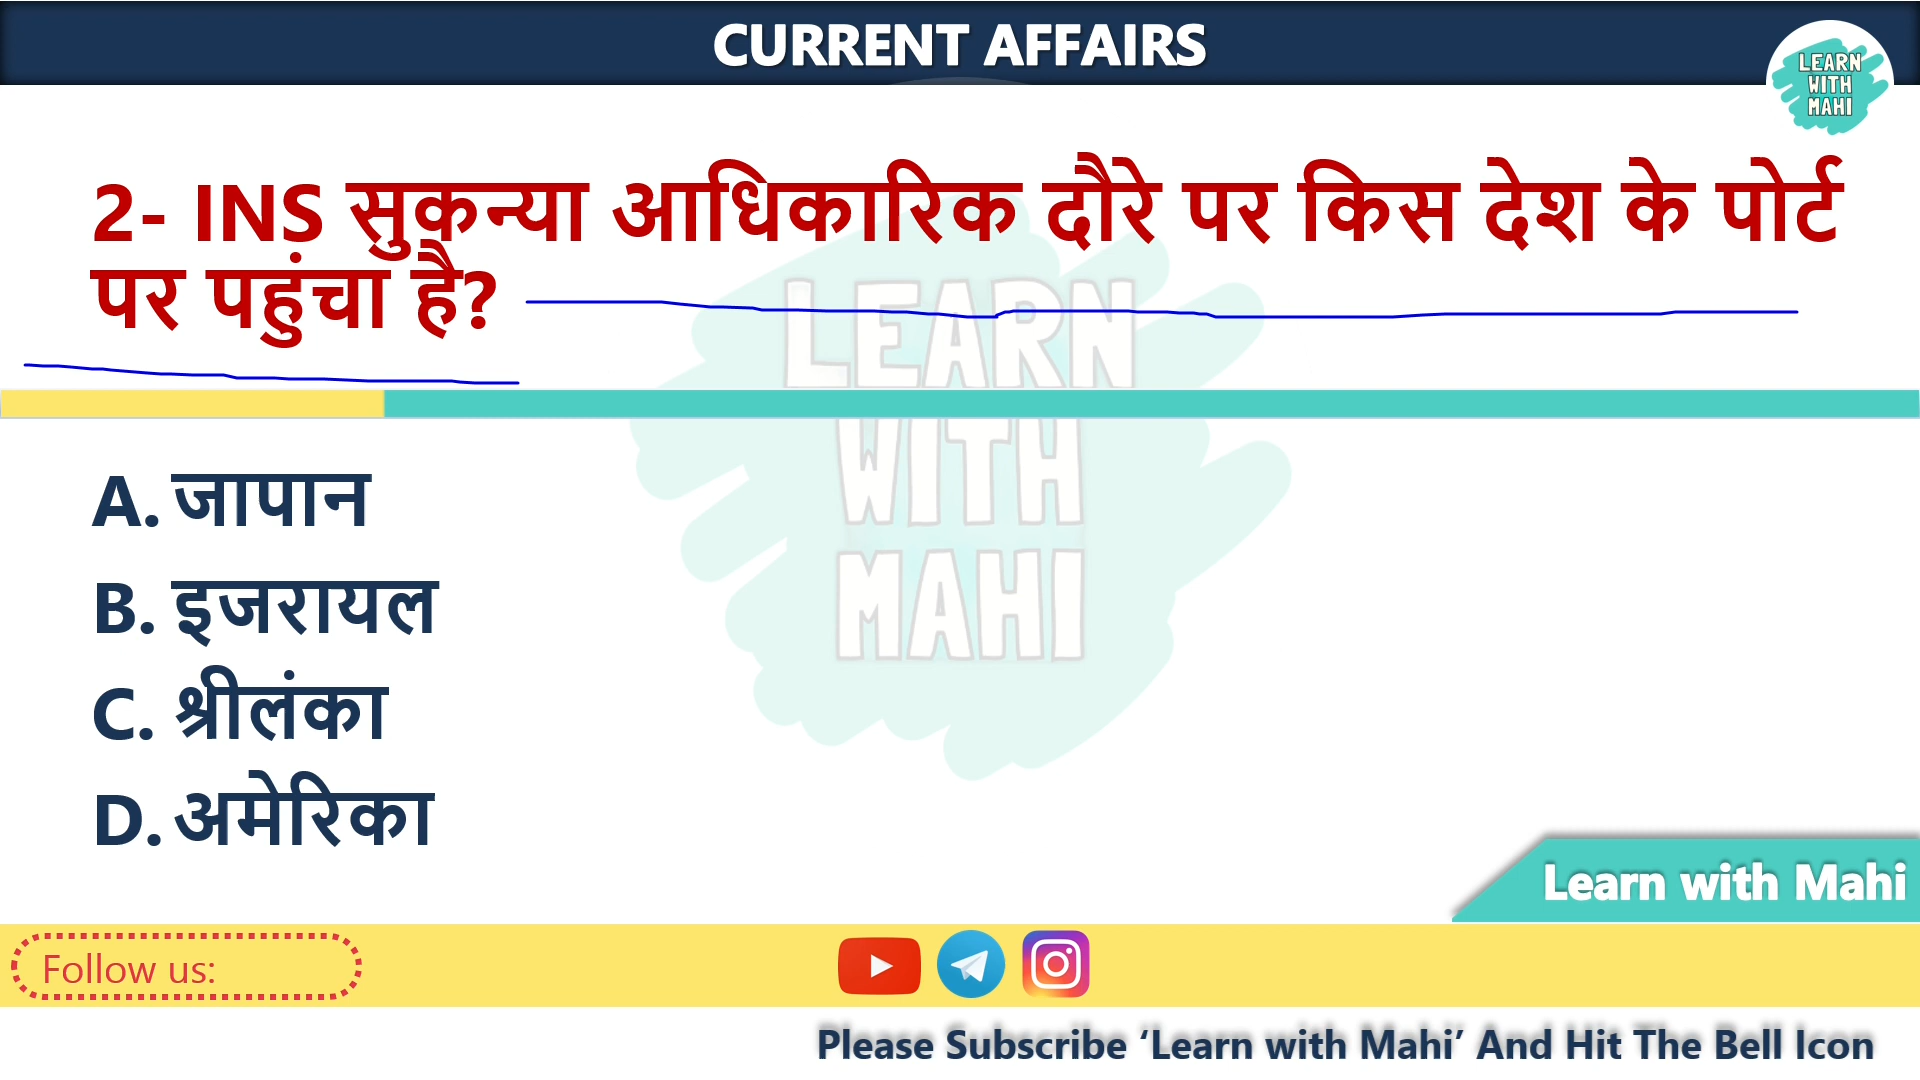 CURRENT AFFAIRS
LEARN
WITH
MAHI
2- INS सुकन्या आधिकारिक दौरे पर किस देश के पोर्ट
पर पहुंचा है?
LEARN
WITH
MAHI
A. जापान
B. इजरायल
C. श्रीलंका
D. अमेरिका
Learn with Mahi
Follow us:
Please Subscribe ‘Learn with Mahi’ And Hit The Bell Icon